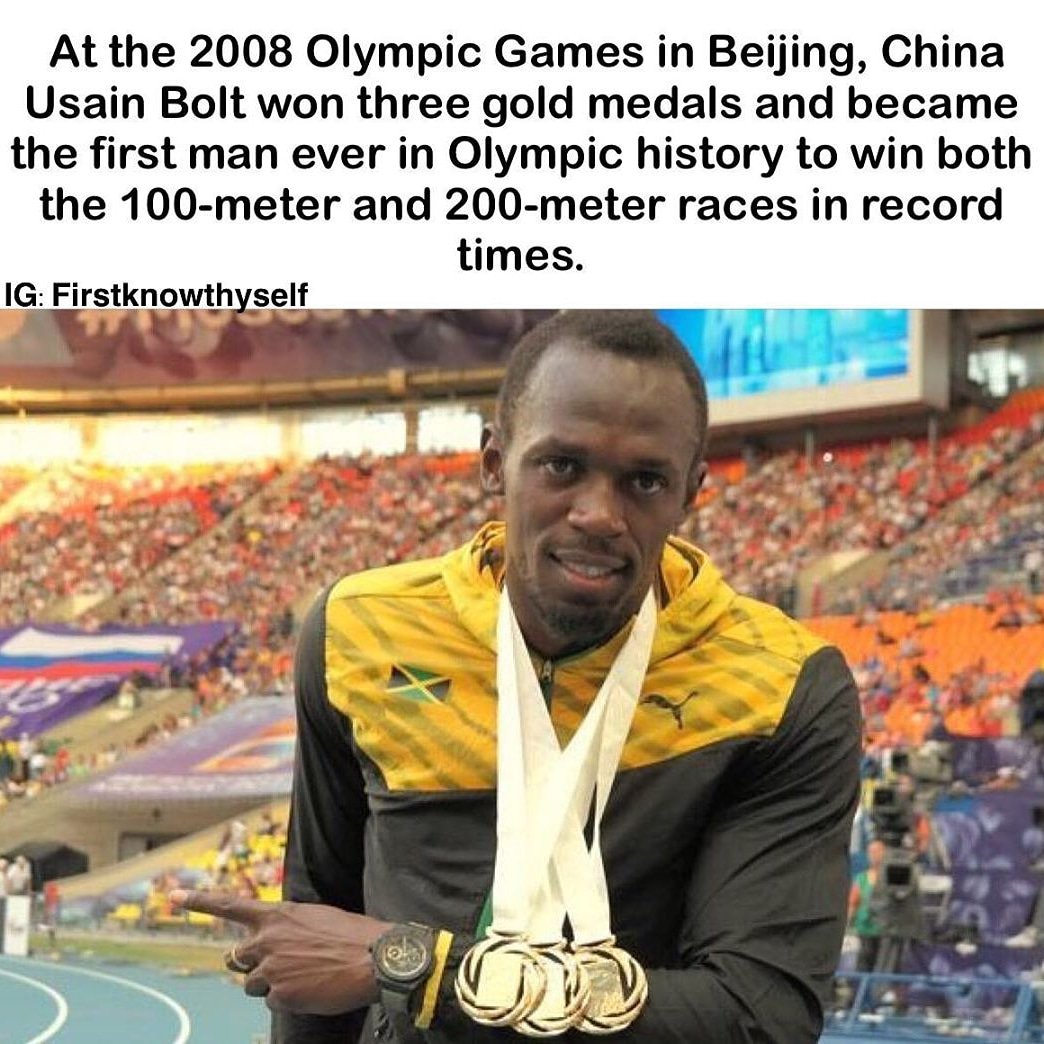 At the 2008 Olympic Games in Beijing, China
Usain Bolt won three gold medals and became
the first man ever in Olympic history to win both
the 100-meter and 200-meter races in record
times.
IG: Firstknowthyself